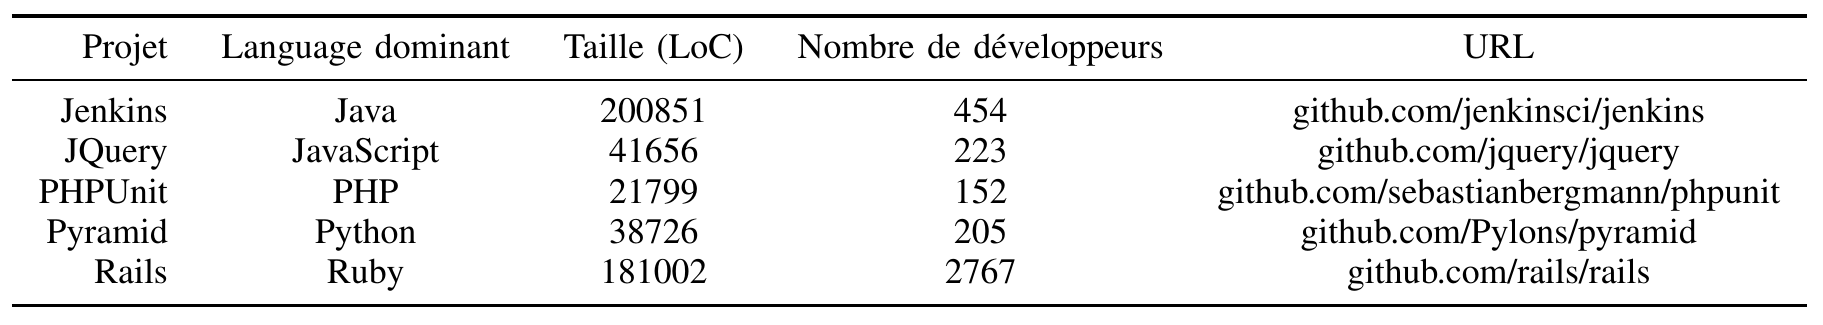 Projet Language dominant Taille (LoC) Nombre de développeurs URL
Jenkins Java 200851 454 github.com/jenkinsci/jenkins
JQuery JavaScript 41656 223 github.com/jquery/jquery
PHPUnit PHP 21799 152 github.com/sebastianbergmann/phpunit
Pyramid Python 38726 205 github.com/Pylons/pyramid
Rails Ruby 181002 2767 github.com/rails/rails